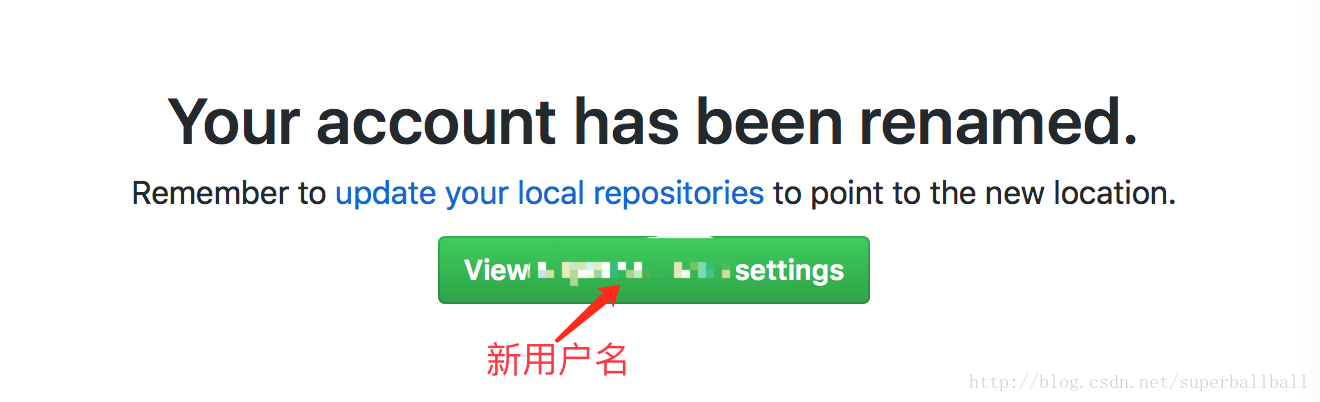 Your account has been renamed.
Remember to update your local repositories to point to the new location.
View settings
新用户名
http://blog.csdn.net/superballball